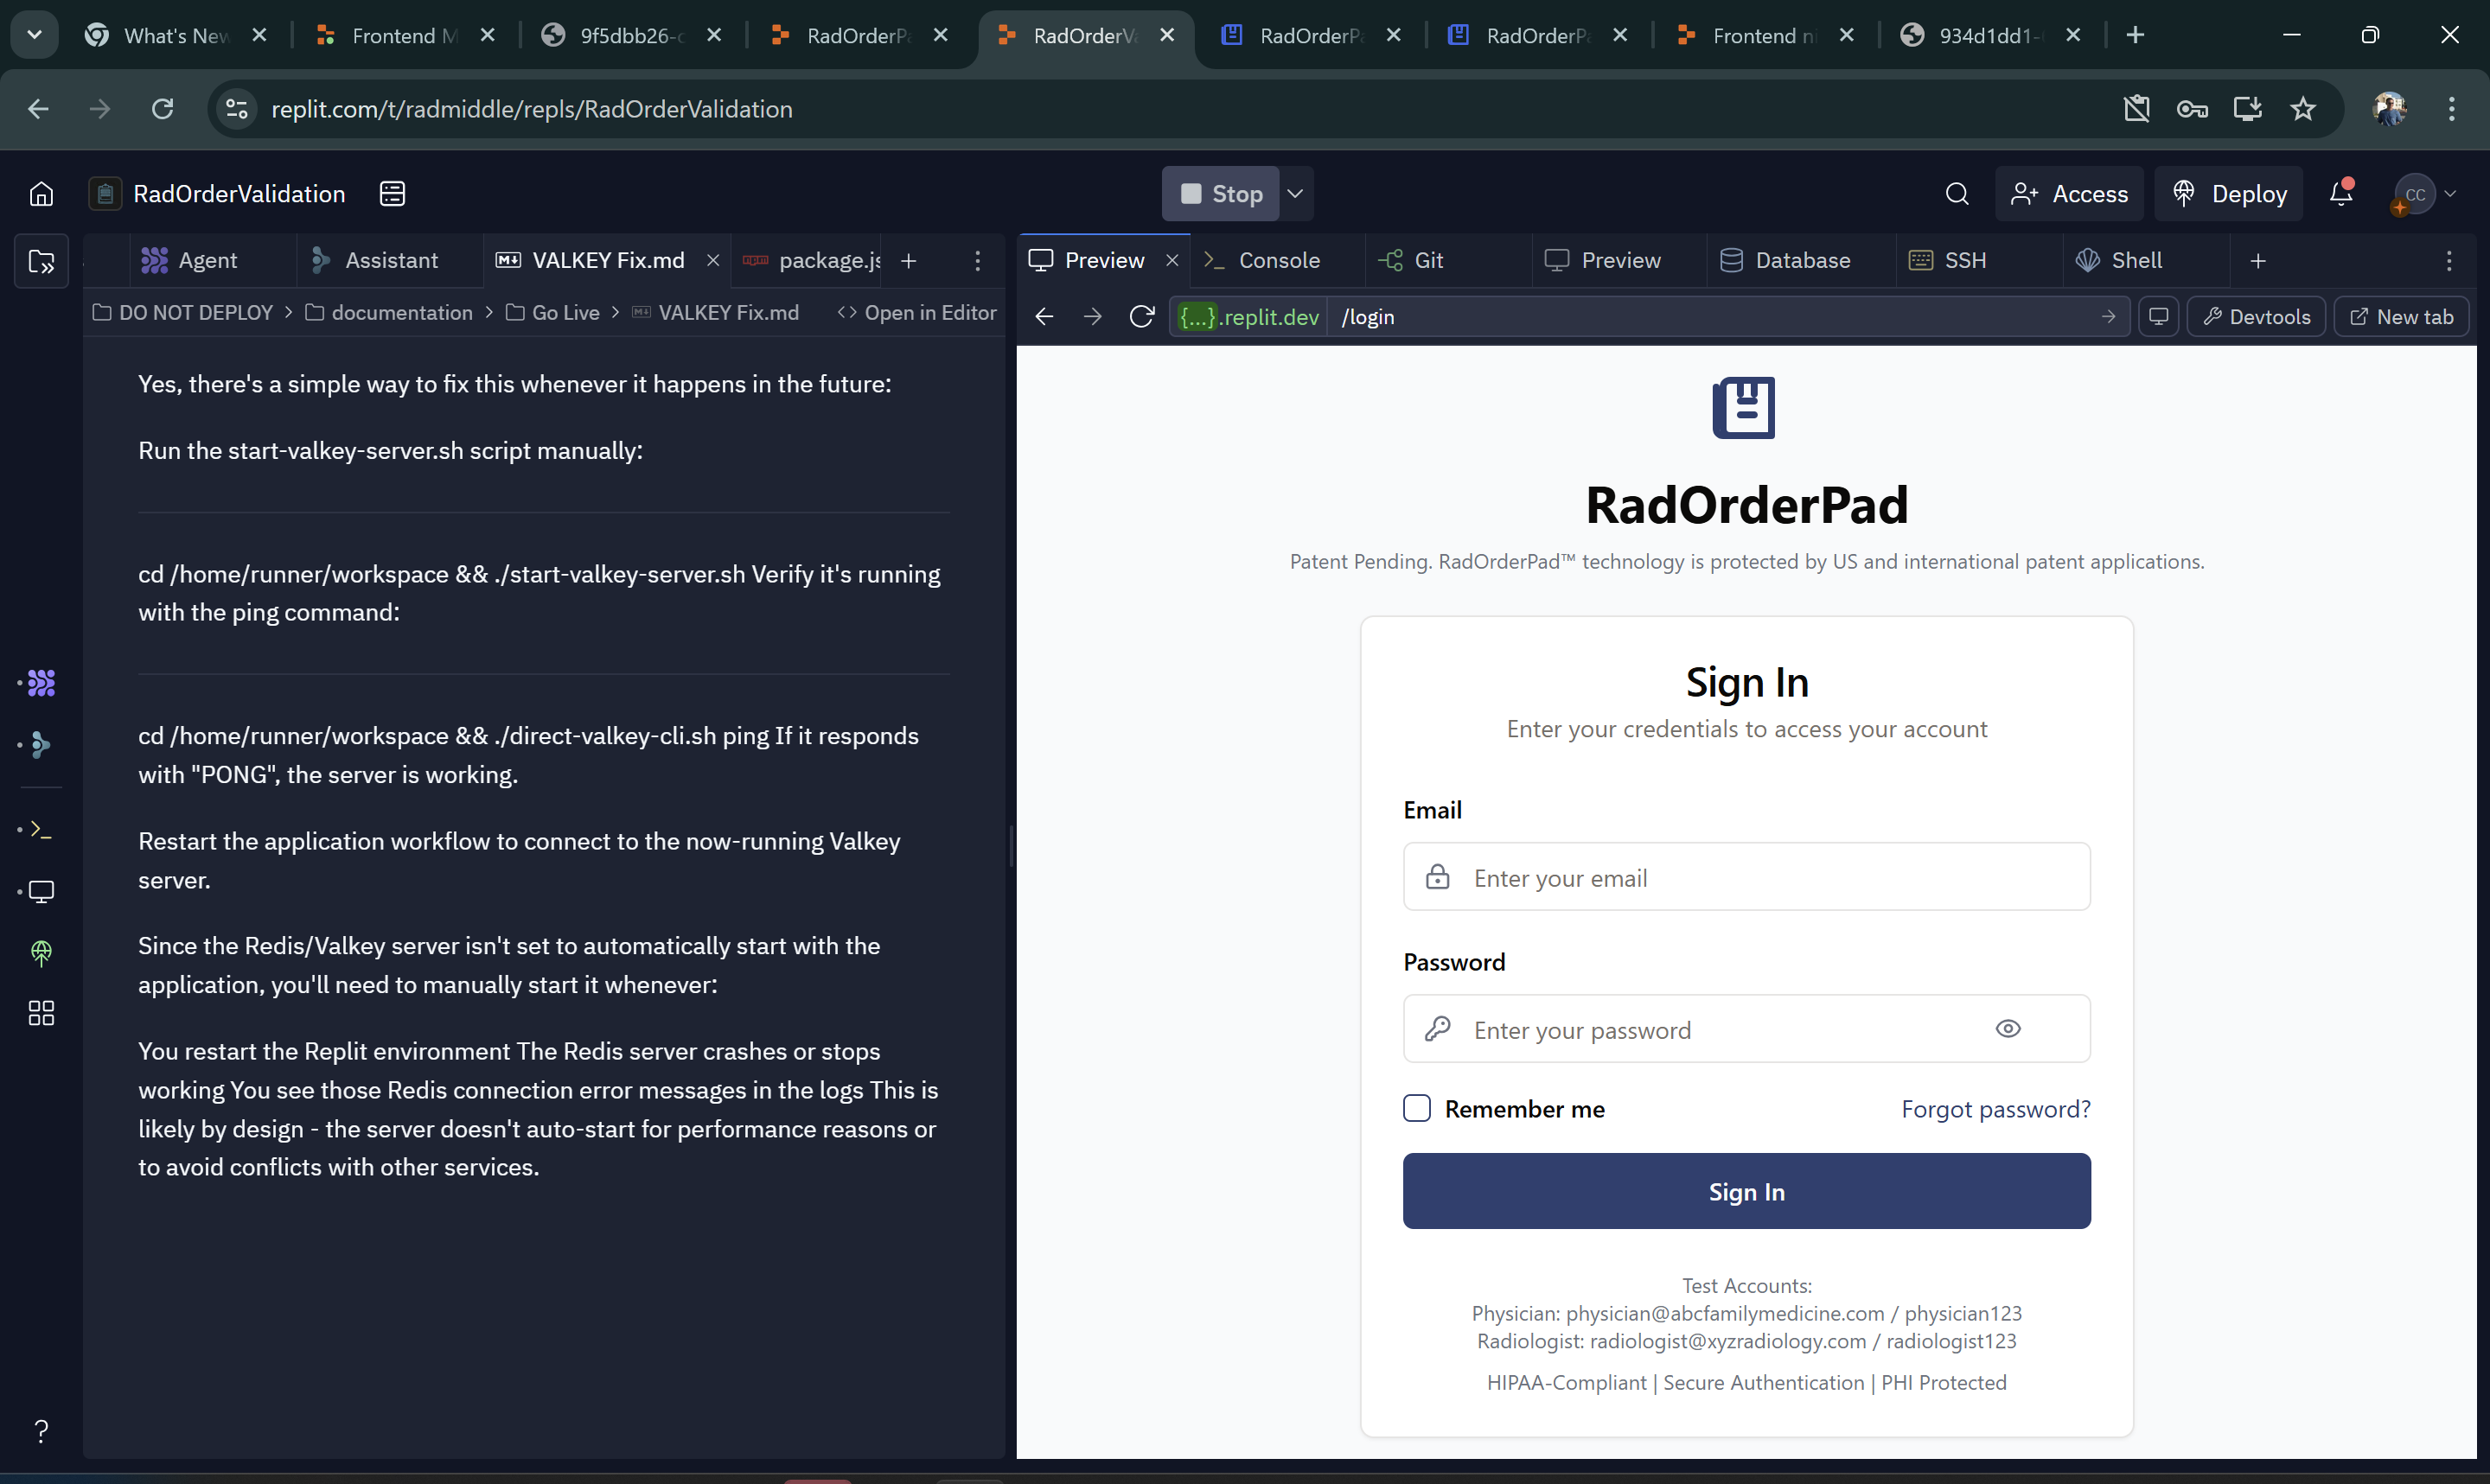 What's New
Frontend M
9f5dbb26-
RadOrderPa
RadOrderVa
RadOrderPa
RadOrderPa
Frontend
934d1dd1-
replit.com/t/radmiddle/repls/RadOrderValidation
RadOrderValidation
Stop
Access
Deploy
CC
Agent
Assistant
VALKEY Fix.md
package.js
Preview
Console
Git
Preview
Database
SSH
Shell
DO NOT DEPLOY > documentation > Go Live > VALKEY Fix.md
<> Open in Editor
{...}.replit.dev
/login
Devtools
New tab
Yes, there's a simple way to fix this whenever it happens in the future:
Run the start-valkey-server.sh script manually:
cd /home/runner/workspace && ./start-valkey-server.sh Verify it's running
with the ping command:
cd /home/runner/workspace && ./direct-valkey-cli.sh ping If it responds
with "PONG", the server is working.
Restart the application workflow to connect to the now-running Valkey
server.
Since the Redis/Valkey server isn't set to automatically start with the
application, you'll need to manually start it whenever:
You restart the Replit environment The Redis server crashes or stops
working You see those Redis connection error messages in the logs This is
likely by design - the server doesn't auto-start for performance reasons or
to avoid conflicts with other services.
RadOrderPad
Patent Pending. RadOrderPad™ technology is protected by US and international patent applications.
Sign In
Enter your credentials to access your account
Email
Enter your email
Password
Enter your password
Remember me
Forgot password?
Sign In
Test Accounts:
Physician: physician@abcfamilymedicine.com / physician123
Radiologist: radiologist@xyzradiology.com / radiologist123
HIPAA-Compliant | Secure Authentication | PHI Protected